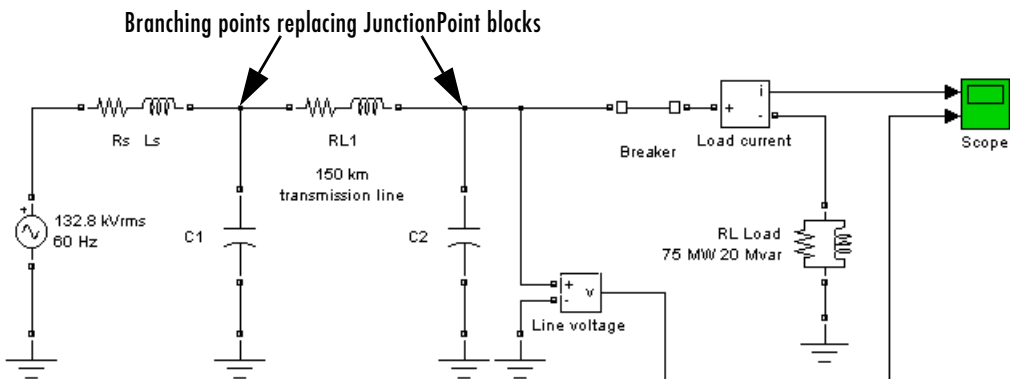 Branching points replacing JunctionPoint blocks
i
+
-
Load current
Scope
Rs Ls
RL1
150 km
transmission line
Breaker
+
132.8 kVrms
60 Hz
C1
C2
RL Load
75 MW 20 Mvar
+
-
v
Line voltage